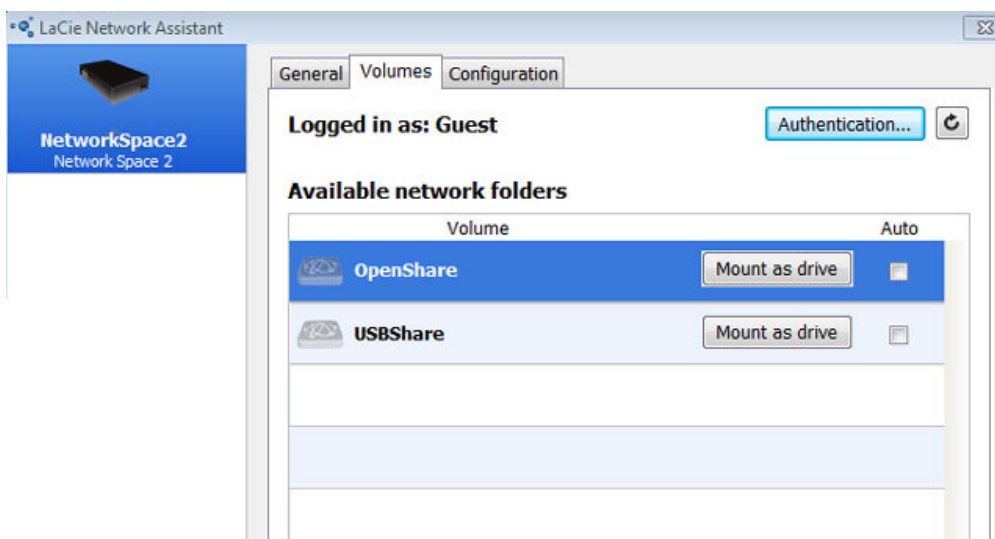 LaCie Network Assistant
NetworkSpace2
Network Space 2
General Volumes Configuration
Logged in as: Guest Authentication...
Available network folders
Volume Auto
OpenShare Mount as drive
USBShare Mount as drive